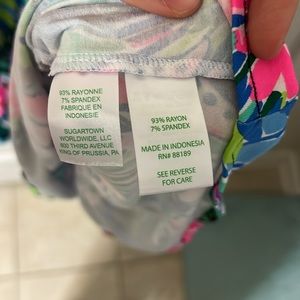 93% RAYONNE
7% SPANDEX
FABRIQUE EN
INDONESIE
SUGARTOWN
WORLDWIDE, LLC
800 THIRD AVENUE
KING OF PRUSSIA, PA
93% RAYON
7% SPANDEX
MADE IN INDONESIA
RN# 88189
SEE REVERSE
FOR CARE